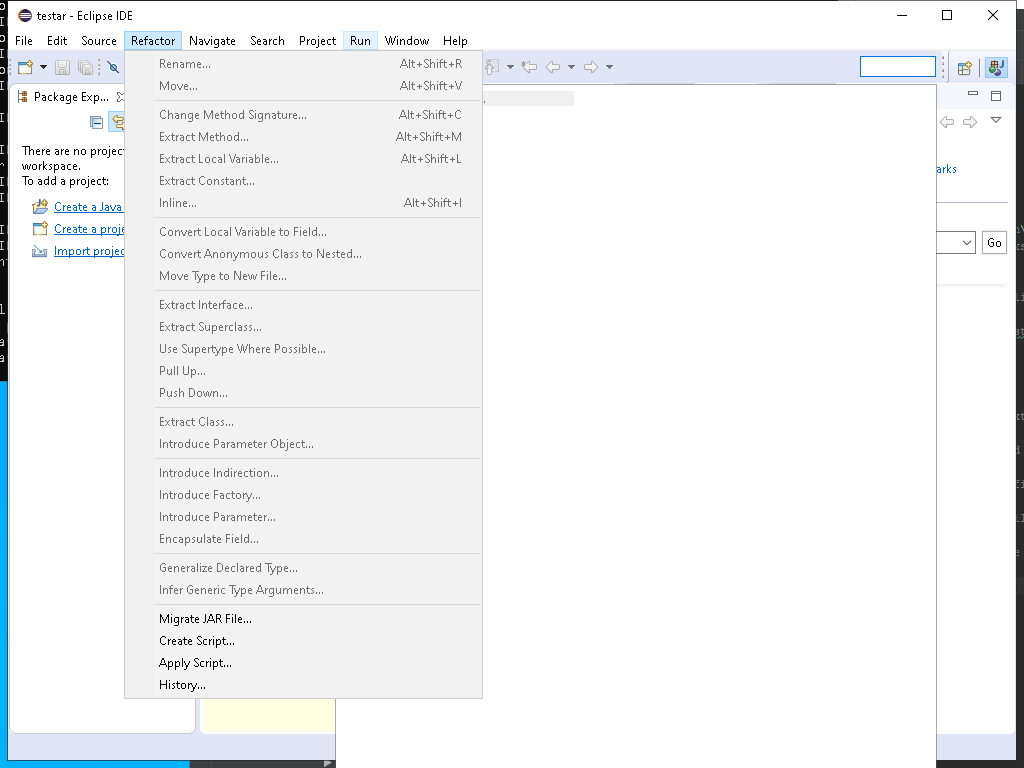 testar - Eclipse IDE
File Edit Source Refactor Navigate Search Project Run Window Help
Package Exp...
There are no projec
workspace.
To add a project:
Create a Java
Create a proje
Import projec
Rename... Alt+Shift+R
Move... Alt+Shift+V
Change Method Signature... Alt+Shift+C
Extract Method... Alt+Shift+M
Extract Local Variable... Alt+Shift+L
Extract Constant...
Inline... Alt+Shift+I
Convert Local Variable to Field...
Convert Anonymous Class to Nested...
Move Type to New File...
Extract Interface...
Extract Superclass...
Use Supertype Where Possible...
Pull Up...
Push Down...
Extract Class...
Introduce Parameter Object...
Introduce Indirection...
Introduce Factory...
Introduce Parameter...
Encapsulate Field...
Generalize Declared Type...
Infer Generic Type Arguments...
Migrate JAR File...
Create Script...
Apply Script...
History...
arks
Go